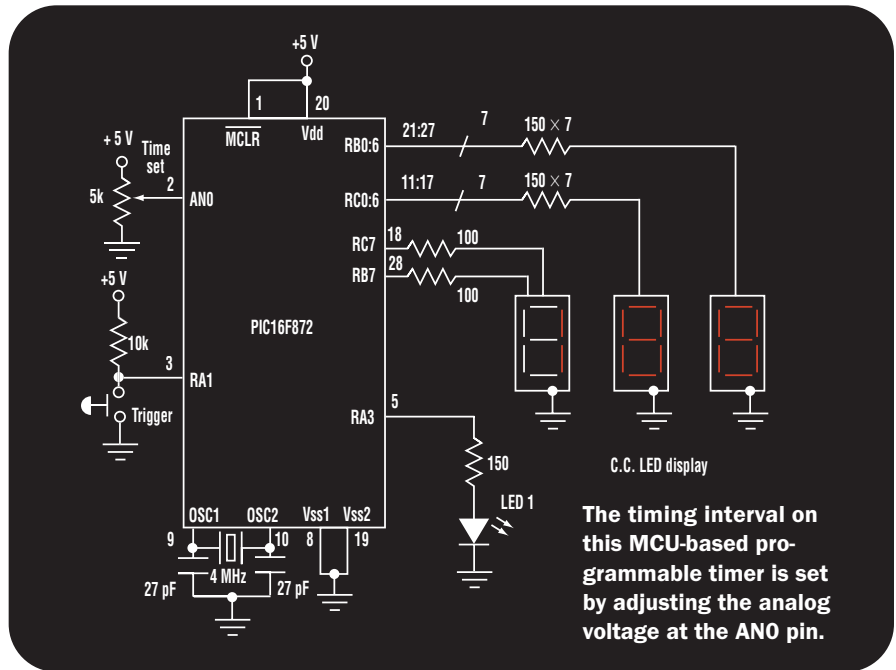 +5 V
1
20
MCLR
Vdd
21:27
7
150 × 7
RB0:6
+ 5 V
Time
set
2
AN0
5k
11:17
7
150 × 7
RC0:6
18
100
RC7
28
RB7
100
+5 V
10k
PIC16F872
3
RA1
Trigger
5
RA3
150
LED 1
C.C. LED display
OSC1
OSC2
Vss1
Vss2
9
10
8
19
4 MHz
27 pF
27 pF
The timing interval on
this MCU-based pro-
grammable timer is set
by adjusting the analog
voltage at the AN0 pin.